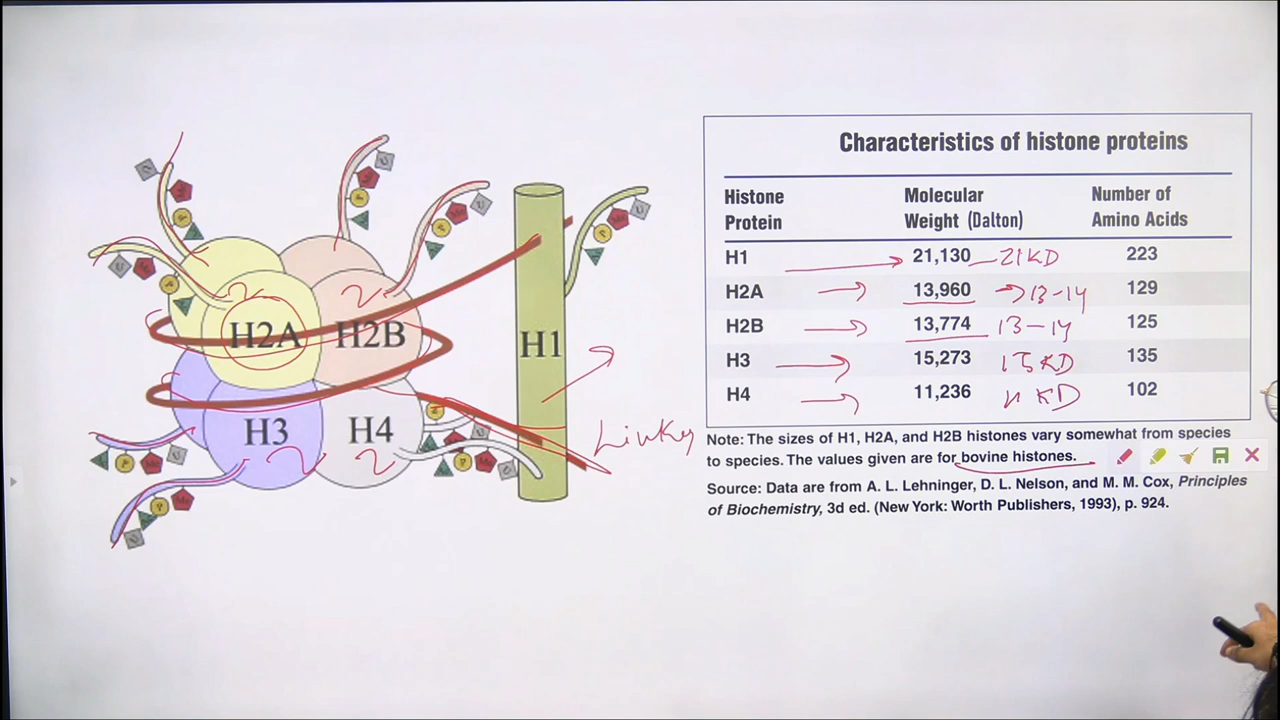 Characteristics of histone proteins
Histone Protein
Molecular Weight (Dalton)
Number of Amino Acids
H1 21,130 21KD 223
H2A 13,960 13-14 129
H2B 13,774 13-14 125
H3 15,273 15 KD 135
H4 11,236 11 KD 102
Note: The sizes of H1, H2A, and H2B histones vary somewhat from species
to species. The values given are for bovine histones.
Source: Data are from A. L. Lehninger, D. L. Nelson, and M. M. Cox, Principles
of Biochemistry, 3d ed. (New York: Worth Publishers, 1993), p. 924.
H2A
H2B
H1
H3
H4
2
2
2
2
Linker